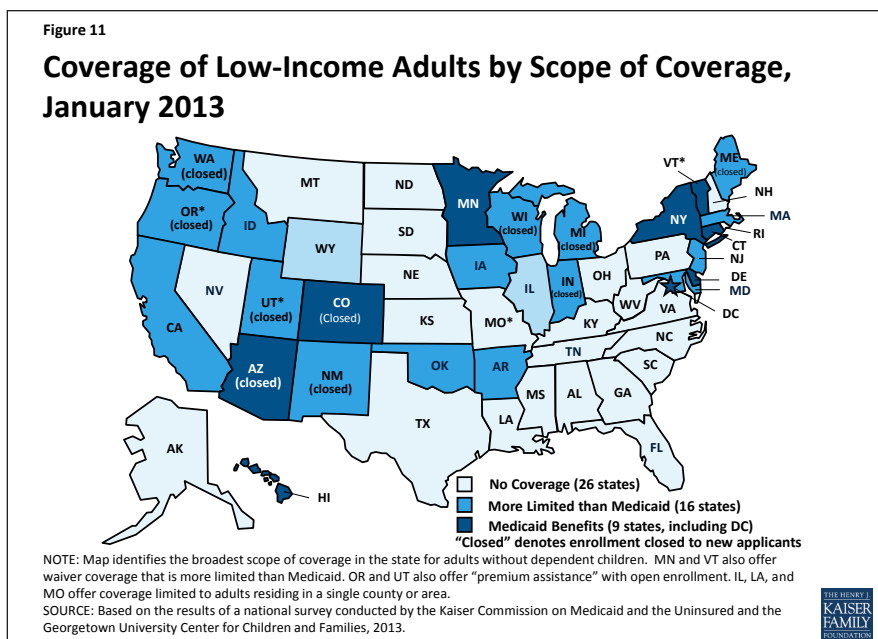 Figure 11
Coverage of Low-Income Adults by Scope of Coverage,
January 2013
WA
(closed)
MT
ND
MN
VT*
ME
(closed)
NH
OR*
(closed)
ID
SD
WI
(closed)
MI
(closed)
NY
MA
RI
CT
WY
NE
IA
PA
NJ
NV
UT*
(closed)
CO
(Closed)
IL
IN
(closed)
OH
DE
MD
CA
KS
MO*
KY
WV
VA
DC
AZ
(closed)
NM
(closed)
OK
AR
TN
NC
SC
TX
LA
MS
AL
GA
FL
AK
HI
No Coverage (26 states)
More Limited than Medicaid (16 states)
Medicaid Benefits (9 states, including DC)
“Closed” denotes enrollment closed to new applicants
NOTE: Map identifies the broadest scope of coverage in the state for adults without dependent children. MN and VT also offer
waiver coverage that is more limited than Medicaid. OR and UT also offer “premium assistance” with open enrollment. IL, LA, and
MO offer coverage limited to adults residing in a single county or area.
SOURCE: Based on the results of a national survey conducted by the Kaiser Commission on Medicaid and the Uninsured and the
Georgetown University Center for Children and Families, 2013.
THE HENRY J.
KAISER
FAMILY
FOUNDATION